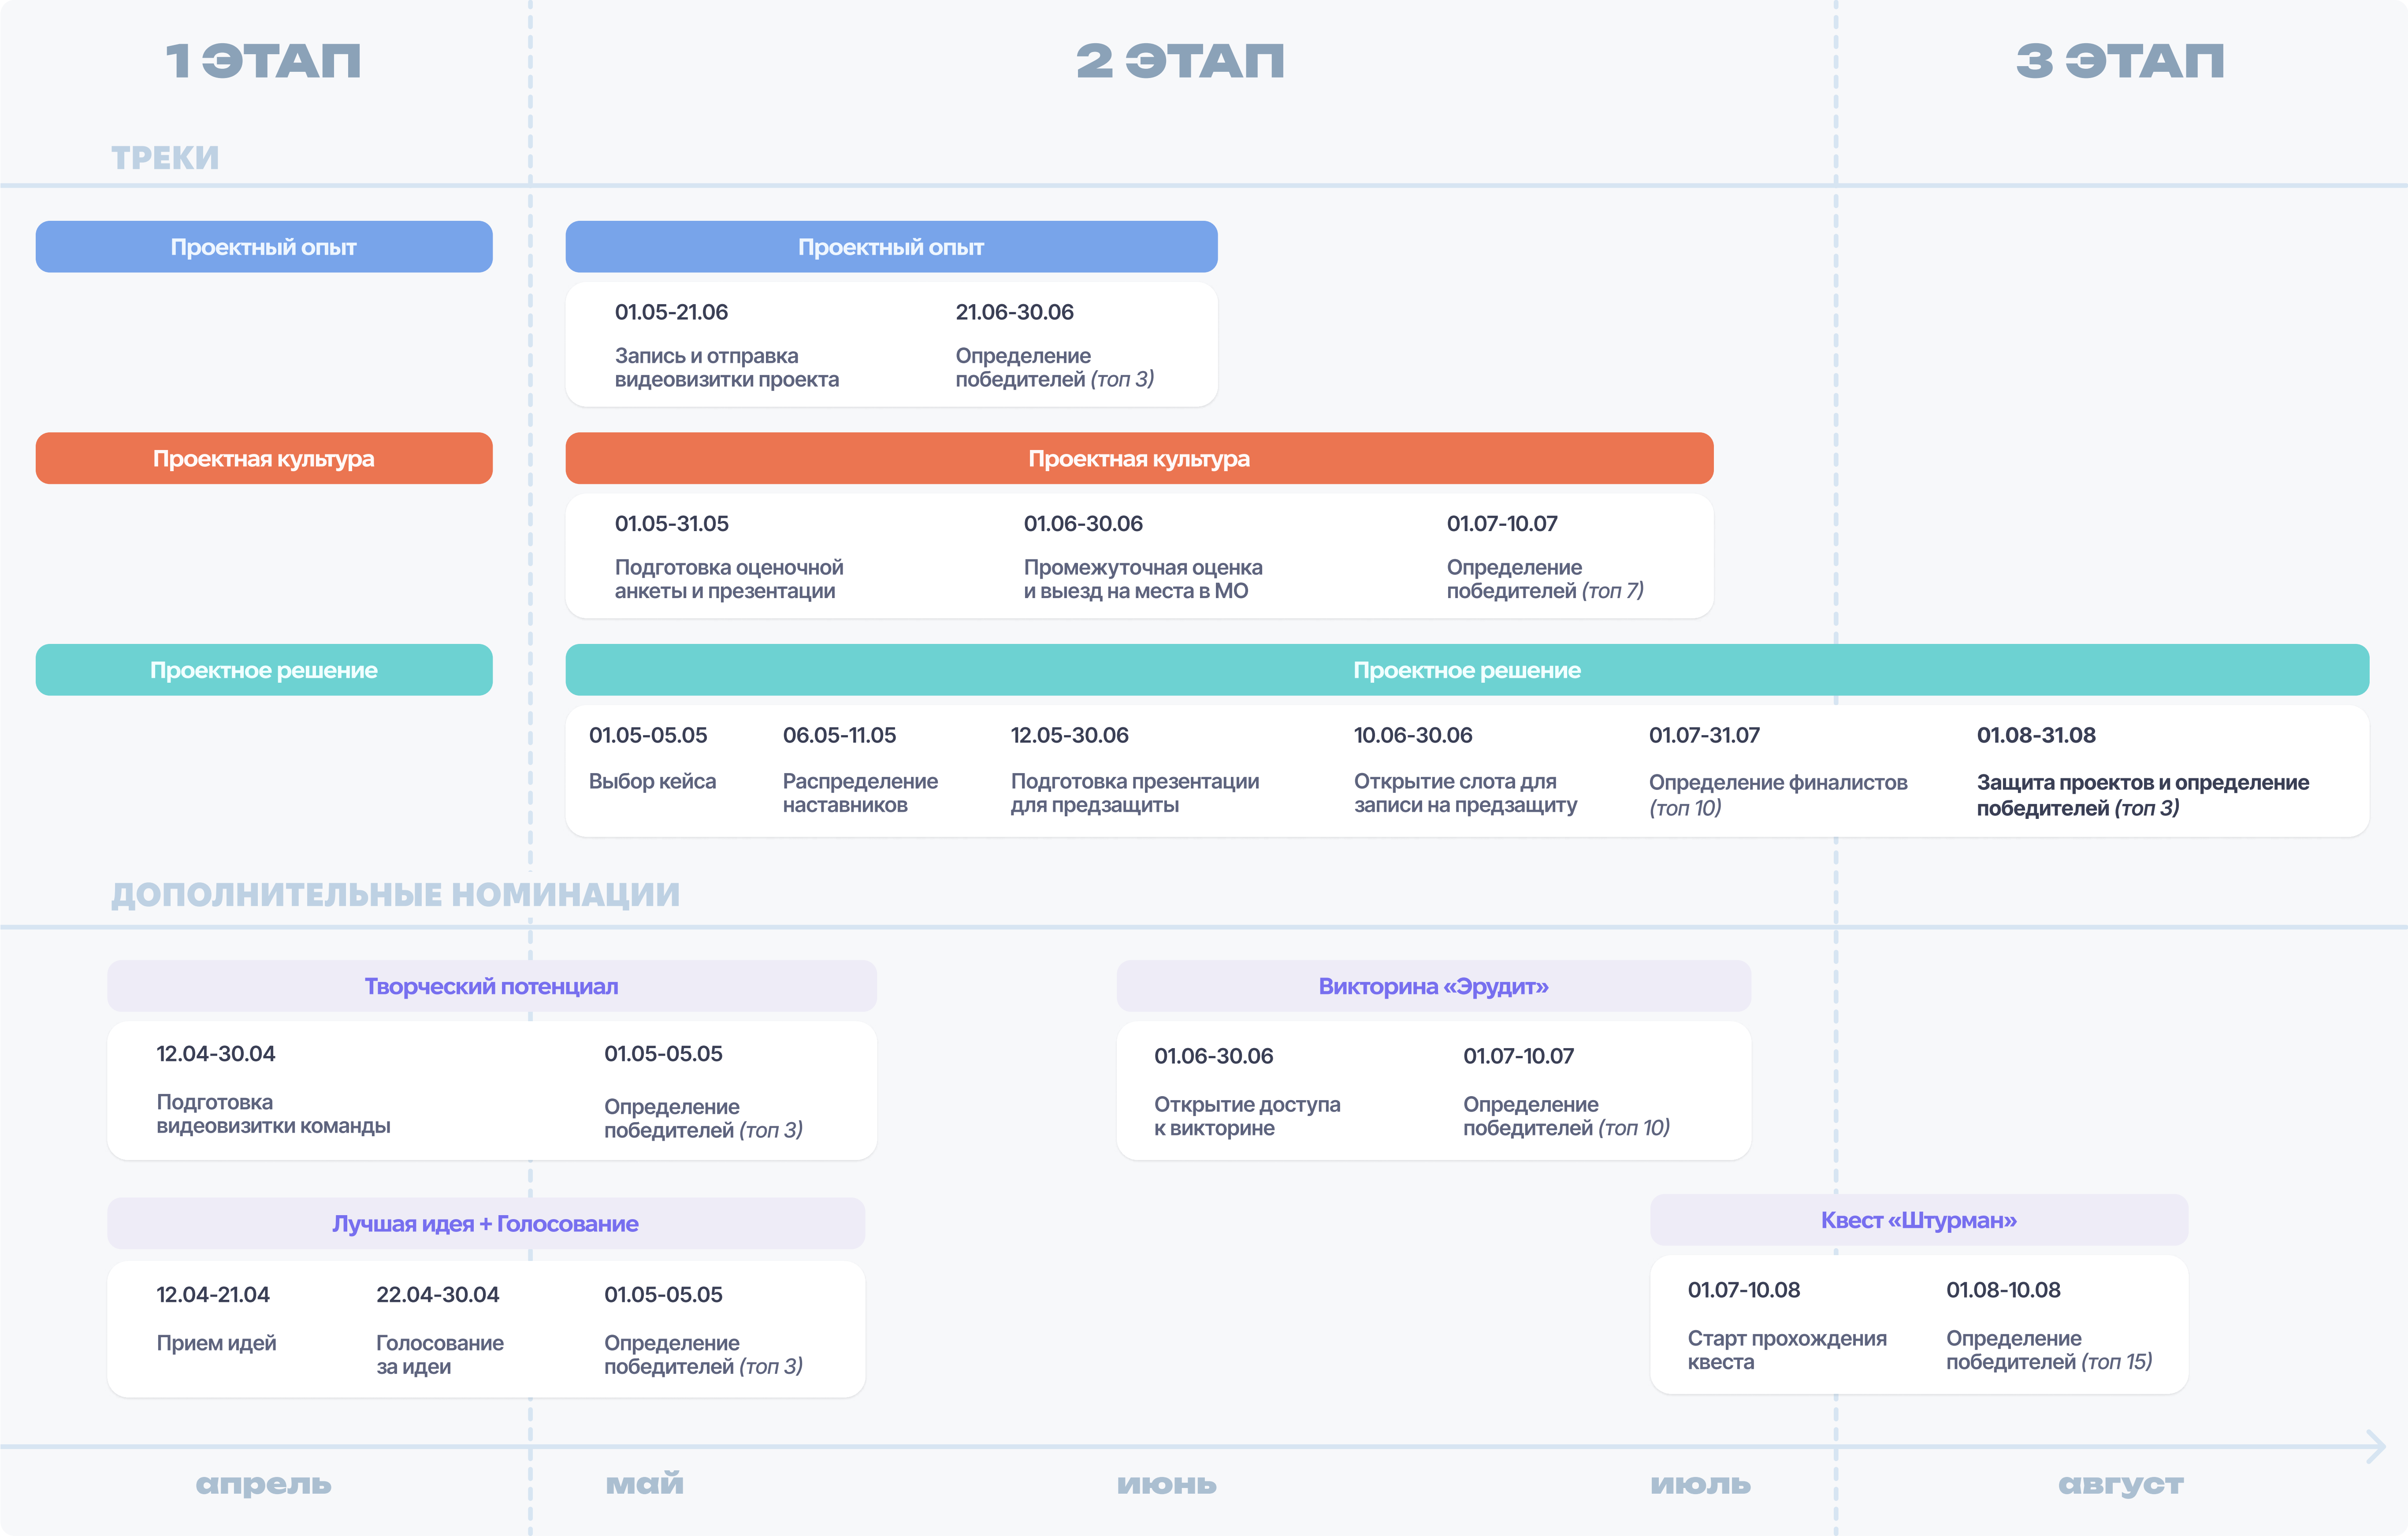 1 ЭТАП
2 ЭТАП
3 ЭТАП
ТРЕКИ
Проектный опыт
Проектный опыт
01.05-21.06
Запись и отправка
видеовизитки проекта
21.06-30.06
Определение
победителей (топ 3)
Проектная культура
Проектная культура
01.05-31.05
Подготовка оценочной
анкеты и презентации
01.06-30.06
Промежуточная оценка
и выезд на места в МО
01.07-10.07
Определение
победителей (топ 7)
Проектное решение
Проектное решение
01.05-05.05
Выбор кейса
06.05-11.05
Распределение
наставников
12.05-30.06
Подготовка презентации
для предзащиты
10.06-30.06
Открытие слота для
записи на предзащиту
01.07-31.07
Определение финалистов
(топ 10)
01.08-31.08
Защита проектов и определение
победителей (топ 3)
ДОПОЛНИТЕЛЬНЫЕ НОМИНАЦИИ
Творческий потенциал
12.04-30.04
Подготовка
видеовизитки команды
01.05-05.05
Определение
победителей (топ 3)
Викторина «Эрудит»
01.06-30.06
Открытие доступа
к викторине
01.07-10.07
Определение
победителей (топ 10)
Лучшая идея + Голосование
12.04-21.04
Прием идей
22.04-30.04
Голосование
за идеи
01.05-05.05
Определение
победителей (топ 3)
Квест «Штурман»
01.07-10.08
Старт прохождения
квеста
01.08-10.08
Определение
победителей (топ 15)
апрель
май
июнь
июль
август